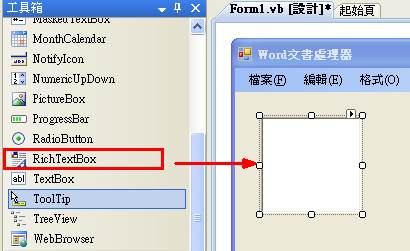 工具箱
MaskedTextBox
MonthCalendar
NotifyIcon
NumericUpDown
PictureBox
ProgressBar
RadioButton
RichTextBox
TextBox
ToolTip
TreeView
WebBrowser
Form1.vb [設計]* 起始頁
Word文書處理器
檔案(F) 編輯(E) 格式(O)